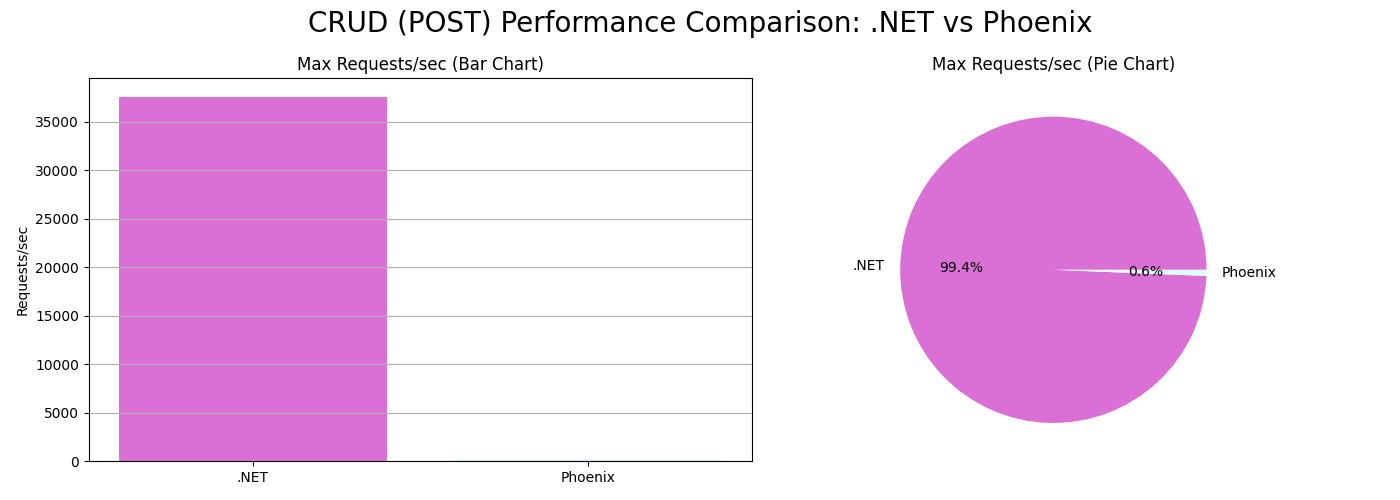 CRUD (POST) Performance Comparison: .NET vs Phoenix
Max Requests/sec (Bar Chart)
Requests/sec
35000
30000
25000
20000
15000
10000
5000
0
.NET
Phoenix
Max Requests/sec (Pie Chart)
.NET
99.4%
0.6%
Phoenix